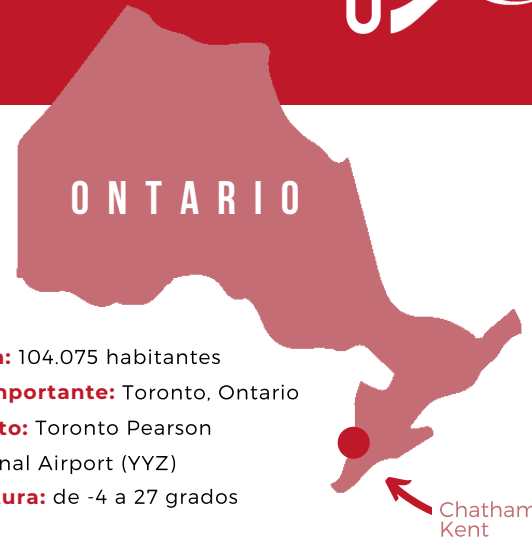 ONTARIO
: 104.075 habitantes
mportante: Toronto, Ontario
to: Toronto Pearson
nal Airport (YYZ)
ura: de -4 a 27 grados
Chatham
Kent